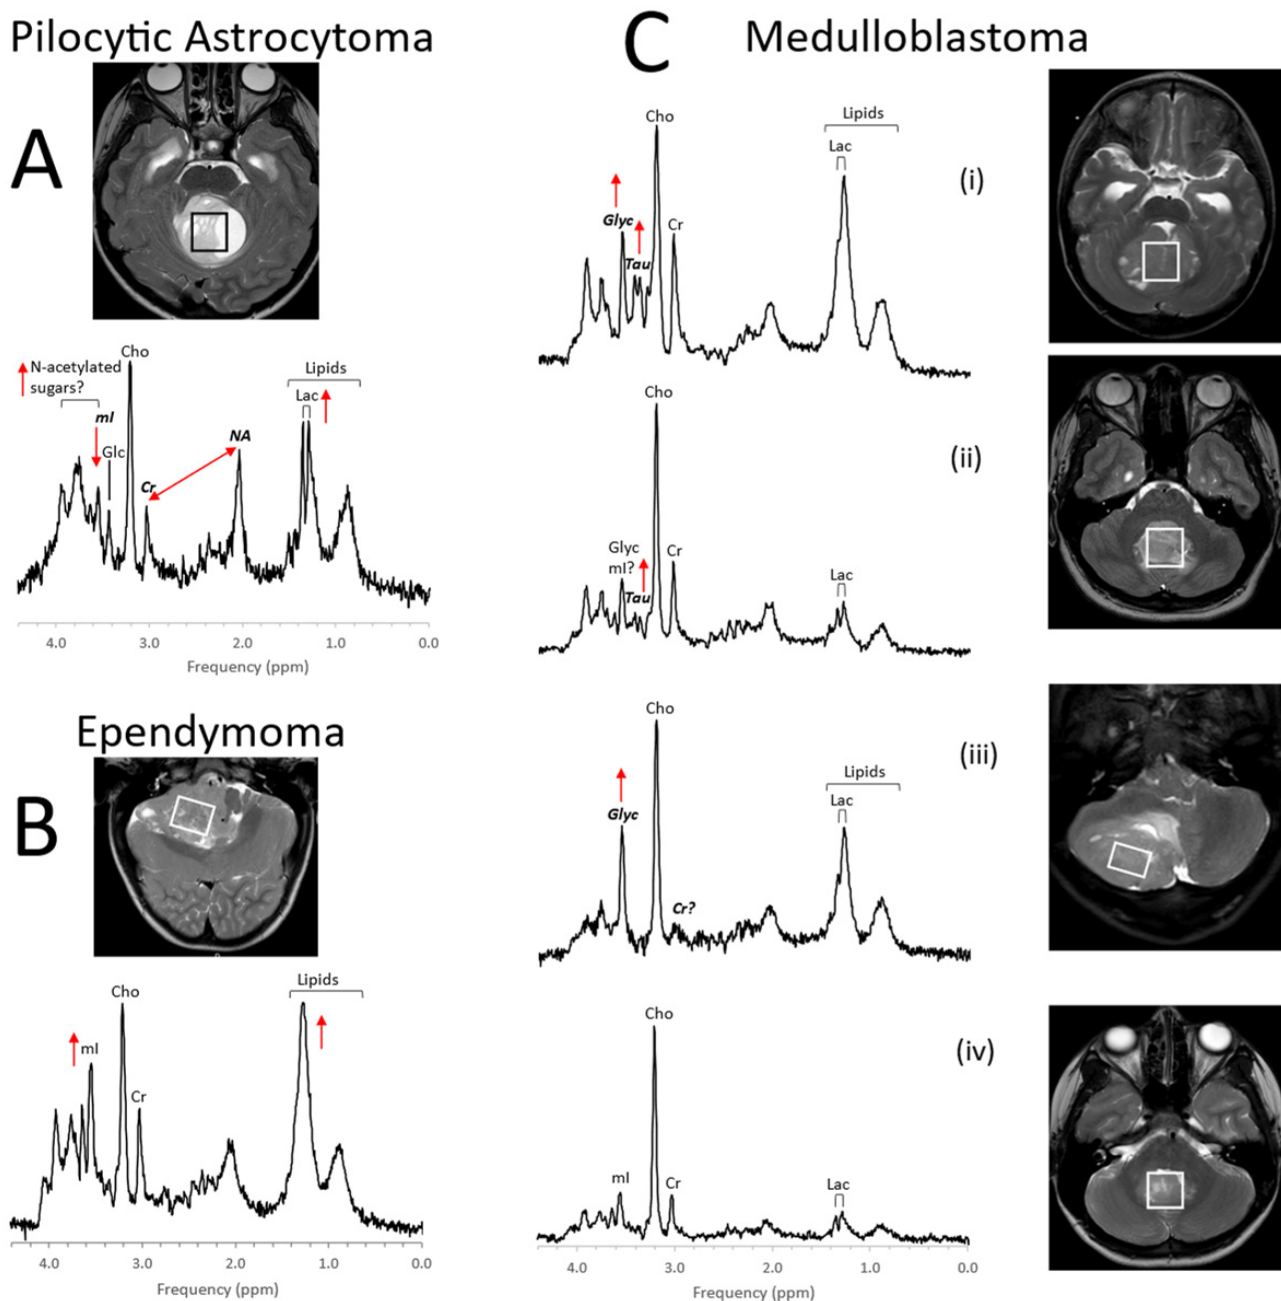 Pilocytic Astrocytoma
A
Cho
N-acetylated
sugars?
mI
Glc
Cr
NA
Lipids
Lac
4.0 3.0 2.0 1.0 0.0
Frequency (ppm)
Ependymoma
B
Cho
mI
Cr
Lipids
4.0 3.0 2.0 1.0 0.0
Frequency (ppm)
C Medulloblastoma
(i)
Cho
Glyc
Tau
Cr
Lipids
Lac
(ii)
Cho
Glyc
mI?
Tau
Cr
Lac
(iii)
Cho
Glyc
Cr?
Lipids
Lac
(iv)
Cho
mI
Cr
Lac
4.0 3.0 2.0 1.0 0.0
Frequency (ppm)